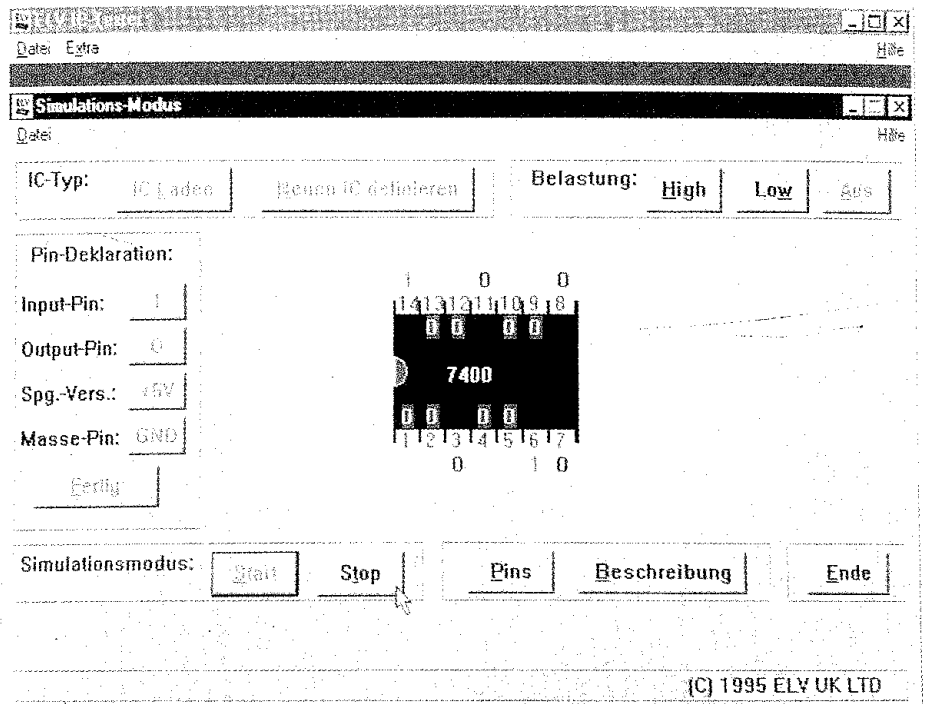 Datei Extra Hilfe
Simulations-Modus
Datei Hilfe
IC-Typ: IC Laden Neuen IC definieren Belastung: High Low Aus
Pin-Deklaration:
Input-Pin: I
Output-Pin: O
Spg.-Vers.: +5V
Masse-Pin: GND
Fertig
1 0 0
14 13 12 11 10 9 8
0 0 0 0
7400
0 0 0 0
1 2 3 4 5 6 7
0 1 0
Simulationsmodus: Start Stop Pins Beschreibung Ende
(C) 1995 ELV UK LTD